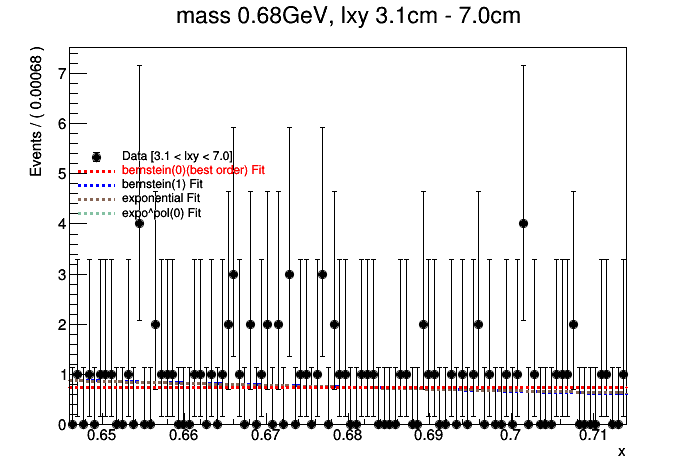 mass 0.68GeV, lxy 3.1cm - 7.0cm
Events / ( 0.00068 )
7
6
5
4
3
2
1
0
Data [3.1 < lxy < 7.0]
bernstein(0)(best order) Fit
bernstein(1) Fit
exponential Fit
expo^pol(0) Fit
0.65 0.66 0.67 0.68 0.69 0.7 0.71
x